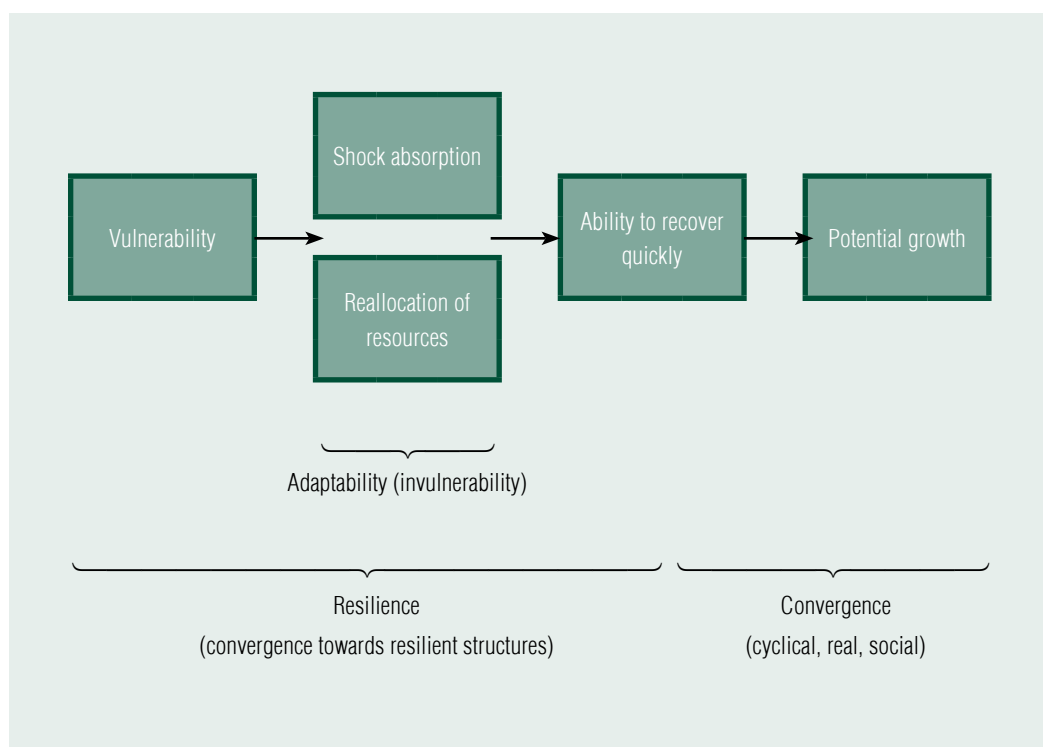 Shock absorption
Vulnerability
Ability to recover
quickly
Potential growth
Reallocation of
resources
Adaptability (invulnerability)
Resilience
(convergence towards resilient structures)
Convergence
(cyclical, real, social)